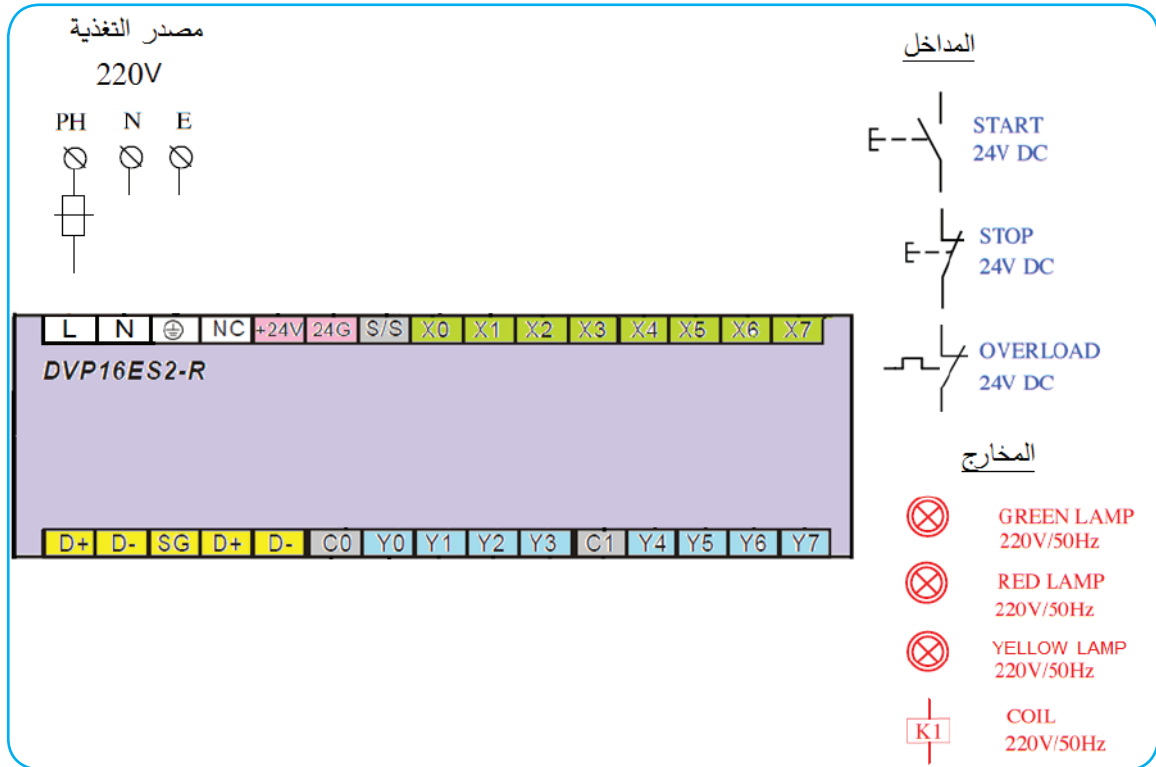 مصدر التغذية
220V
PH N E
المداخل
START
24V DC
STOP
24V DC
OVERLOAD
24V DC
L N NC +24V 24G S/S X0 X1 X2 X3 X4 X5 X6 X7
DVP16ES2-R
D+ D- SG D+ D- C0 Y0 Y1 Y2 Y3 C1 Y4 Y5 Y6 Y7
المخارج
GREEN LAMP
220V/50Hz
RED LAMP
220V/50Hz
YELLOW LAMP
220V/50Hz
K1
COIL
220V/50Hz